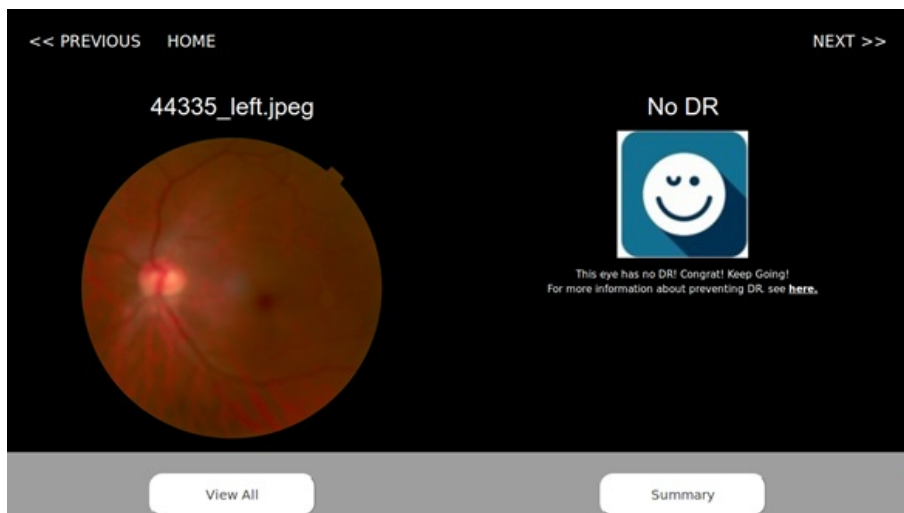 << PREVIOUS HOME NEXT >>
44335_left.jpeg
No DR
This eye has no DR! Congrat! Keep Going!
For more information about preventing DR. see here.
View All
Summary